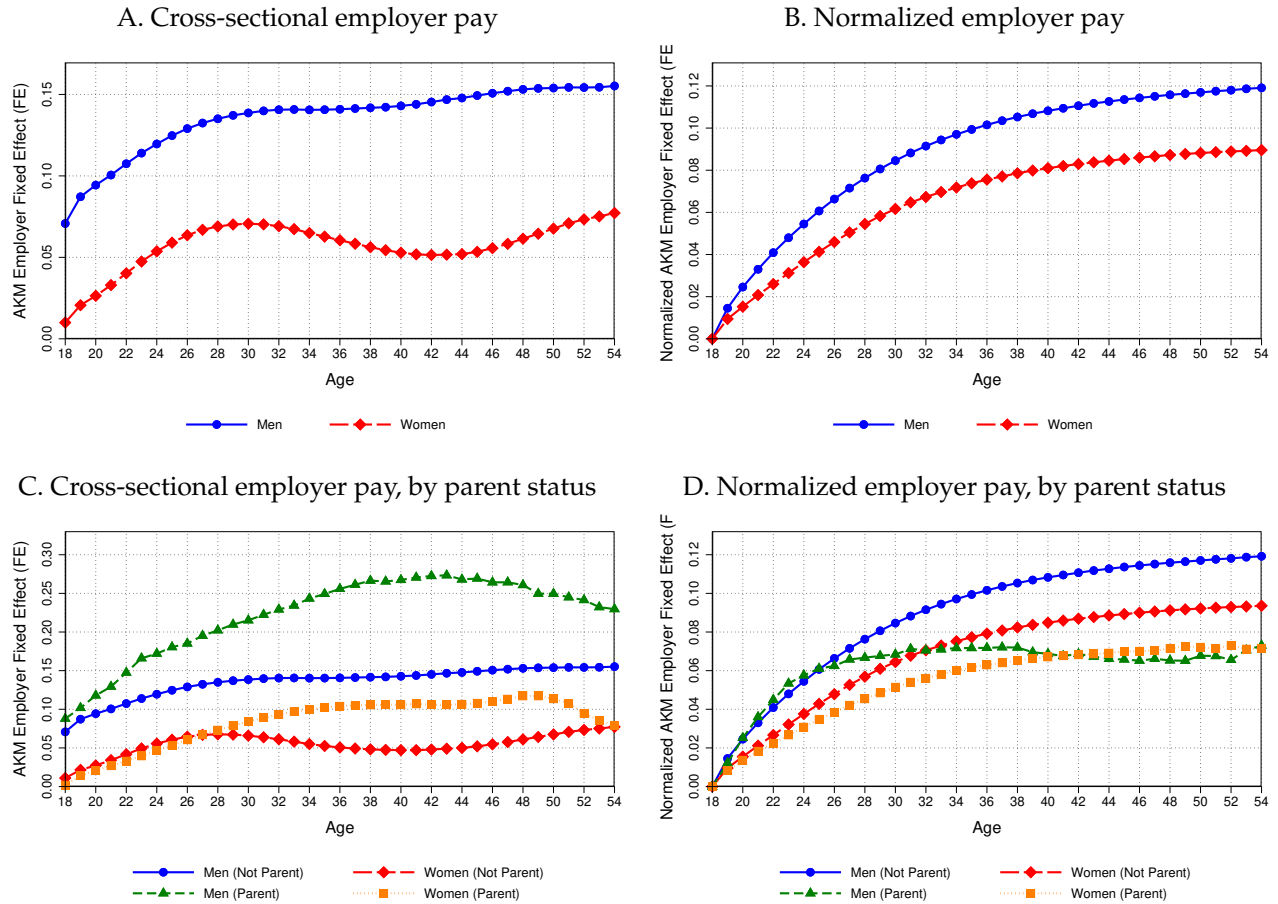 A. Cross-sectional employer pay
AKM Employer Fixed Effect (FE)
0.15
0.10
0.05
0.00
18 20 22 24 26 28 30 32 34 36 38 40 42 44 46 48 50 52 54
Age
Men Women
B. Normalized employer pay
Normalized AKM Employer Fixed Effect (FE
0.12
0.10
0.08
0.06
0.04
0.02
0.00
18 20 22 24 26 28 30 32 34 36 38 40 42 44 46 48 50 52 54
Age
Men Women
C. Cross-sectional employer pay, by parent status
AKM Employer Fixed Effect (FE)
0.30
0.25
0.20
0.15
0.10
0.05
0.00
18 20 22 24 26 28 30 32 34 36 38 40 42 44 46 48 50 52 54
Age
Men (Not Parent) Women (Not Parent)
Men (Parent) Women (Parent)
D. Normalized employer pay, by parent status
Normalized AKM Employer Fixed Effect (F
0.12
0.10
0.08
0.06
0.04
0.02
0.00
18 20 22 24 26 28 30 32 34 36 38 40 42 44 46 48 50 52 54
Age
Men (Not Parent) Women (Not Parent)
Men (Parent) Women (Parent)